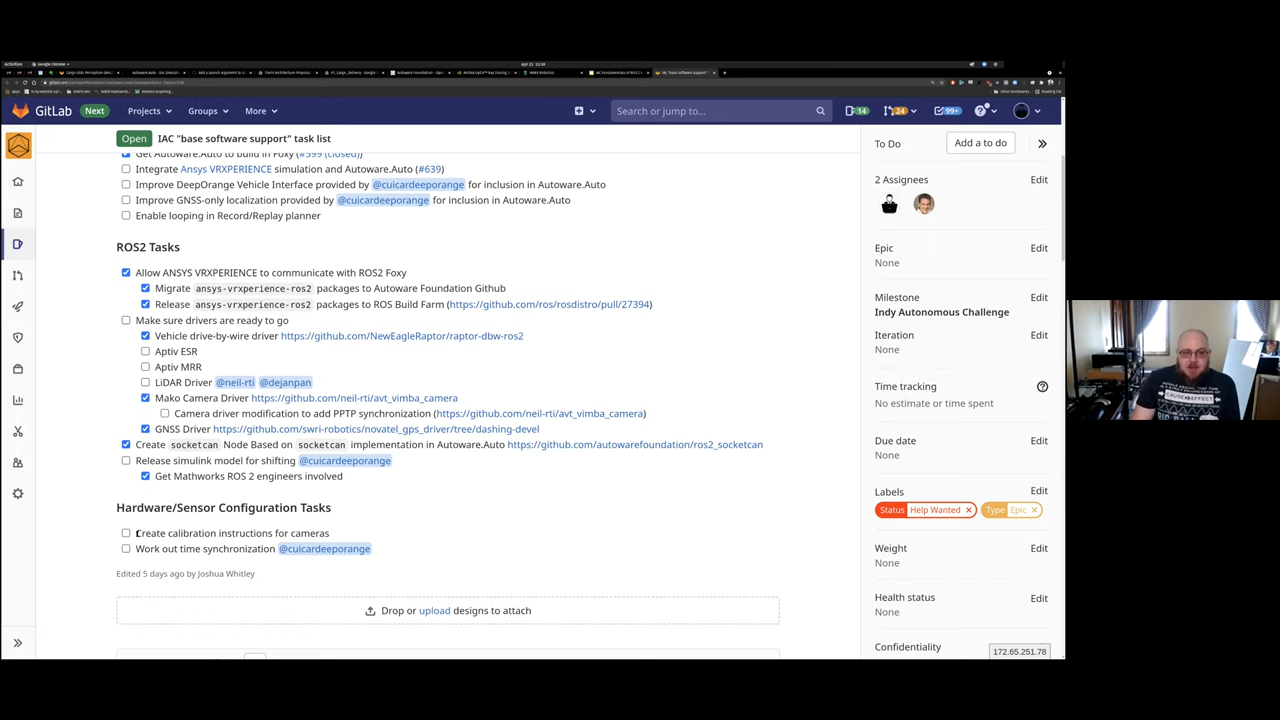 Activities
Google Chrome
Apr 21
GitLab
Next
Projects
Groups
More
Search or jump to...
14
24
99+
Open
IAC "base software support" task list
Get Autoware.Auto to build in Foxy (#599 (closed))
Integrate Ansys VRXPERIENCE simulation and Autoware.Auto (#639)
Improve DeepOrange Vehicle Interface provided by @cuicardeeporange for inclusion in Autoware.Auto
Improve GNSS-only localization provided by @cuicardeeporange for inclusion in Autoware.Auto
Enable looping in Record/Replay planner
ROS2 Tasks
Allow ANSYS VRXPERIENCE to communicate with ROS2 Foxy
Migrate ansys-vrxperience-ros2 packages to Autoware Foundation Github
Release ansys-vrxperience-ros2 packages to ROS Build Farm (https://github.com/ros/rosdistro/pull/27394)
Make sure drivers are ready to go
Vehicle drive-by-wire driver https://github.com/NewEagleRaptor/raptor-dbw-ros2
Aptiv ESR
Aptiv MRR
LiDAR Driver @neil-rti @dejanpan
Mako Camera Driver https://github.com/neil-rti/avt_vimba_camera
Camera driver modification to add PPTP synchronization (https://github.com/neil-rti/avt_vimba_camera)
GNSS Driver https://github.com/swri-robotics/novatel_gps_driver/tree/dashing-devel
Create socketcan Node Based on socketcan implementation in Autoware.Auto https://github.com/autowarefoundation/ros2_socketcan
Release simulink model for shifting @cuicardeeporange
Get Mathworks ROS 2 engineers involved
Hardware/Sensor Configuration Tasks
Create calibration instructions for cameras
Work out time synchronization @cuicardeeporange
Edited 5 days ago by Joshua Whitley
Drop or upload designs to attach
To Do
Add a to do
2 Assignees
Edit
Epic
Edit
None
Milestone
Edit
Indy Autonomous Challenge
Iteration
Edit
None
Time tracking
No estimate or time spent
Due date
Edit
None
Labels
Edit
Status Help Wanted
Type Epic
Weight
Edit
None
Health status
Edit
None
Confidentiality
172.65.251.78
CAUSE EFFECT